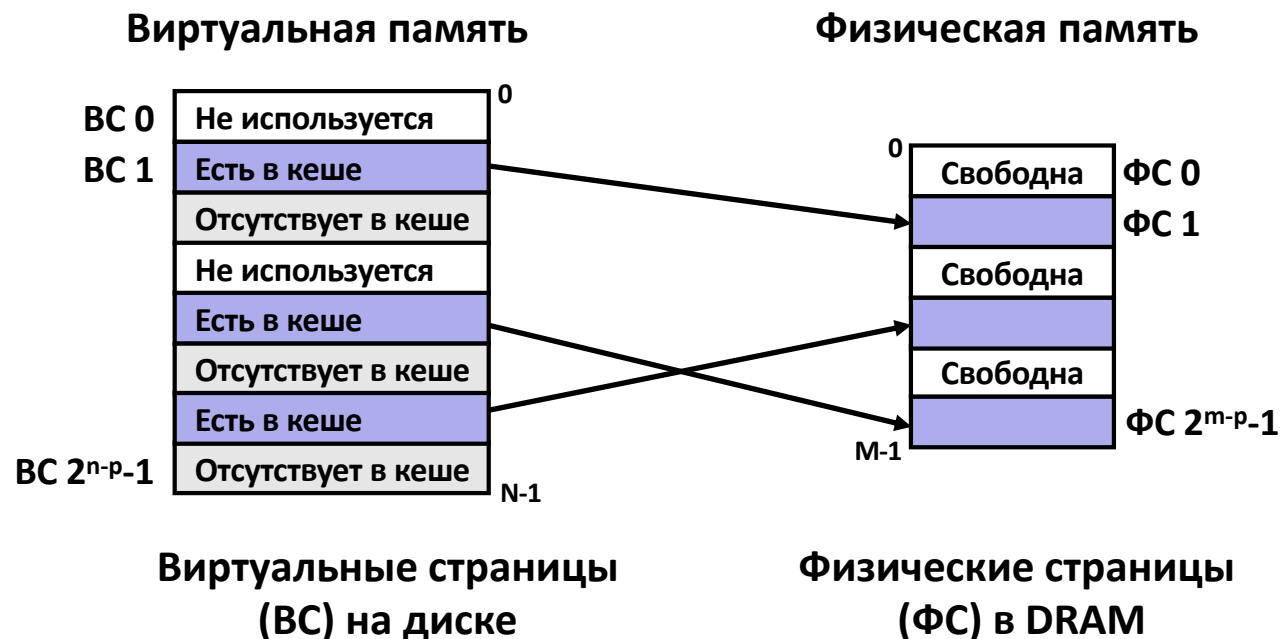 Виртуальная память
Физическая память
0
ВС 0
Не используется
ВС 1
Есть в кеше
Отсутствует в кеше
Не используется
Есть в кеше
Отсутствует в кеше
Есть в кеше
ВС 2ⁿ⁻ᵖ-1
Отсутствует в кеше
N-1
0
Свободна
ФС 0
ФС 1
Свободна
Свободна
ФС 2ᵐ⁻ᵖ-1
M-1
Виртуальные страницы
(ВС) на диске
Физические страницы
(ФС) в DRAM